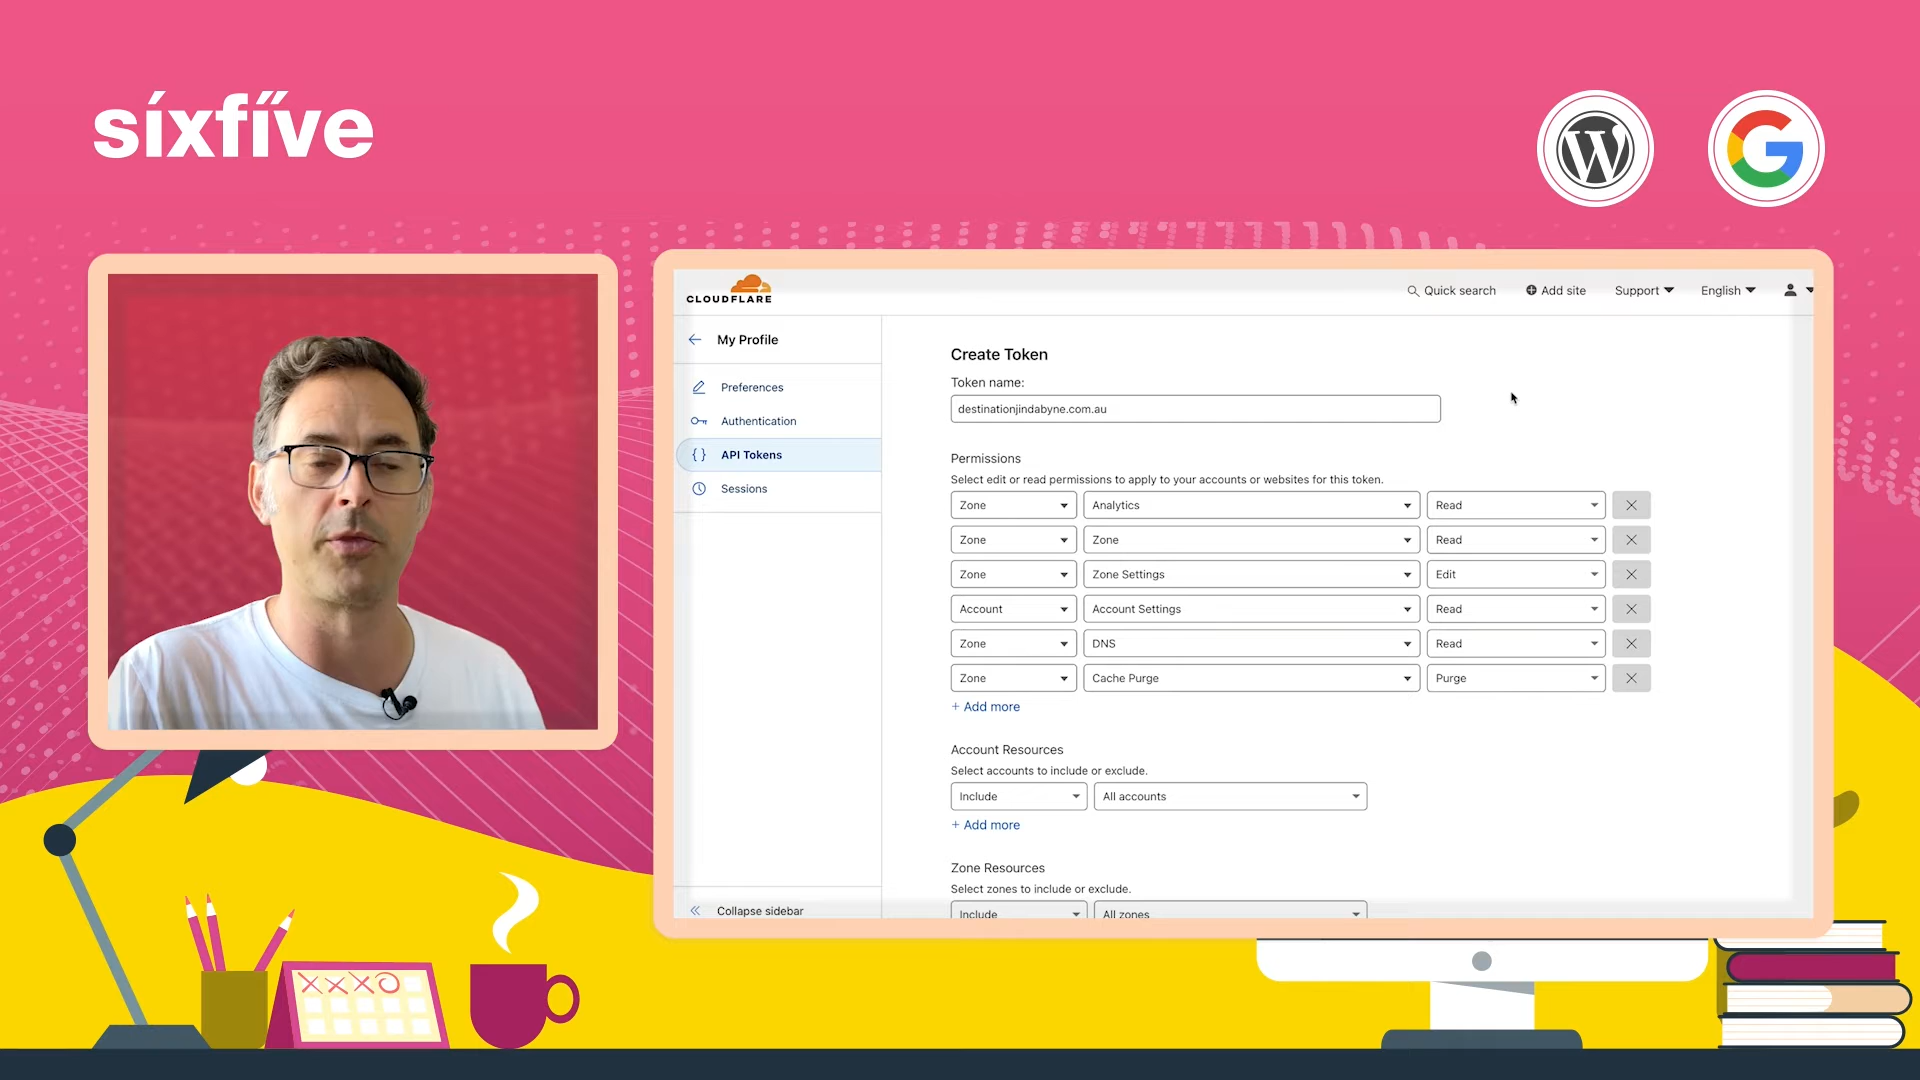 síxfíve
CLOUDFLARE
Quick search
Add site
Support
English
My Profile
Preferences
Authentication
API Tokens
Sessions
Collapse sidebar
Create Token
Token name:
destinationjindabyne.com.au
Permissions
Select edit or read permissions to apply to your accounts or websites for this token.
Zone Analytics Read
Zone Zone Read
Zone Zone Settings Edit
Account Account Settings Read
Zone DNS Read
Zone Cache Purge Purge
+ Add more
Account Resources
Select accounts to include or exclude.
Include All accounts
+ Add more
Zone Resources
Select zones to include or exclude.
Include All zones